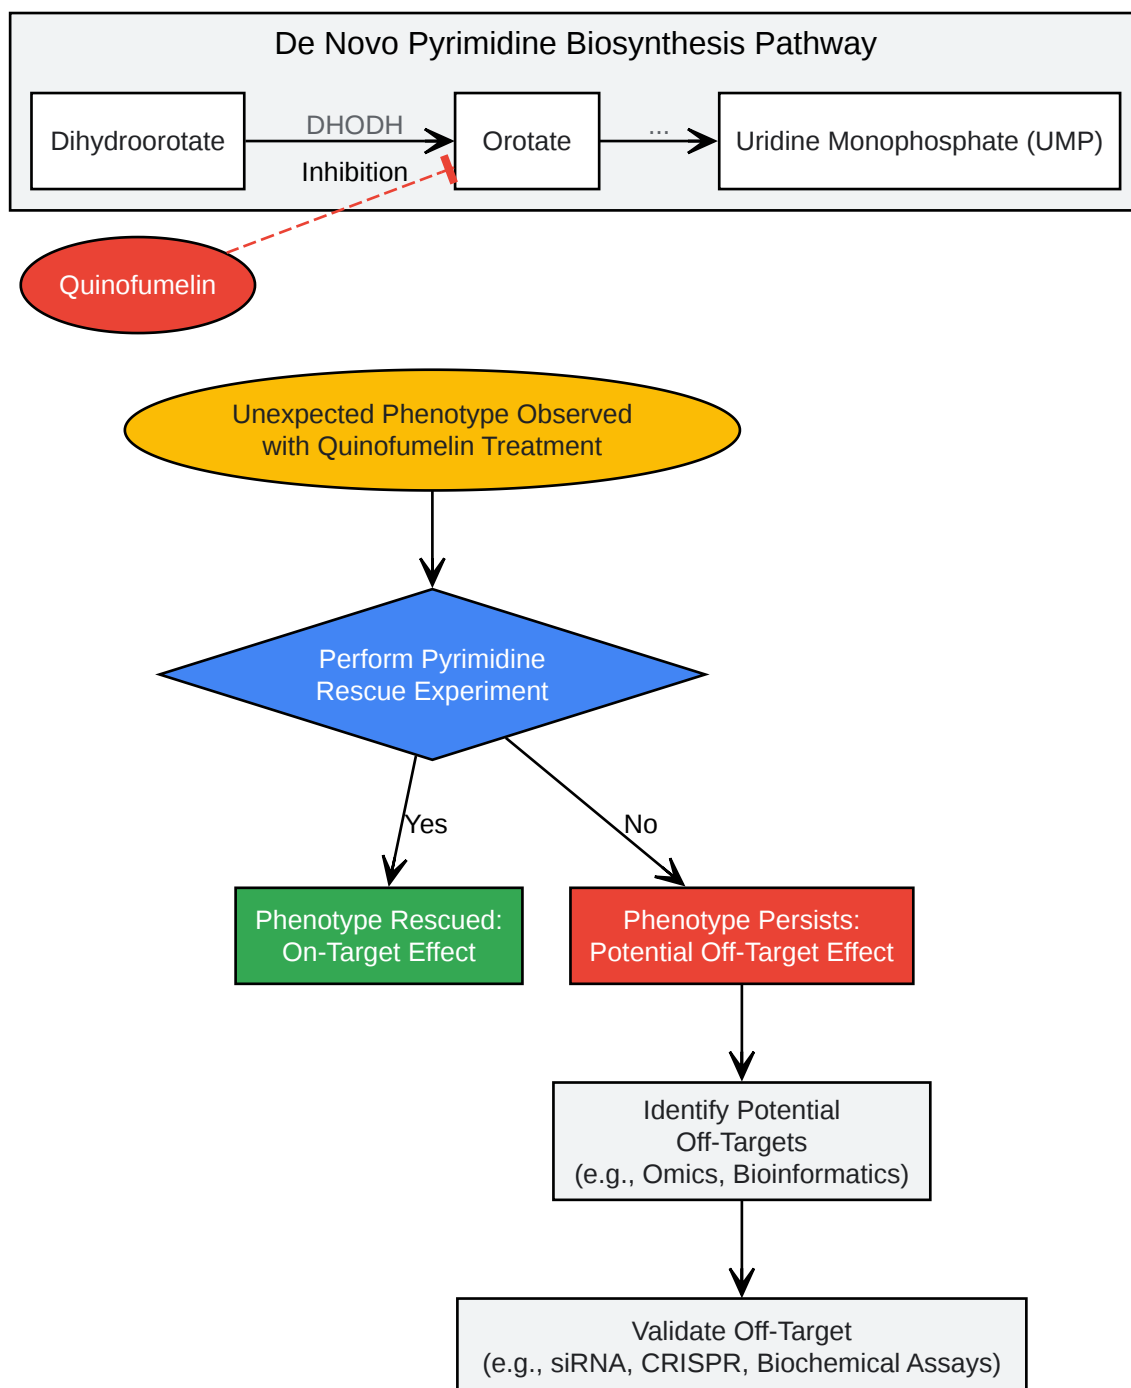 De Novo Pyrimidine Biosynthesis Pathway
Dihydroorotate
DHODH
Inhibition
Orotate
...
Uridine Monophosphate (UMP)
Quinofumelin
Unexpected Phenotype Observed
with Quinofumelin Treatment
Perform Pyrimidine
Rescue Experiment
Yes
No
Phenotype Rescued:
On-Target Effect
Phenotype Persists:
Potential Off-Target Effect
Identify Potential
Off-Targets
(e.g., Omics, Bioinformatics)
Validate Off-Target
(e.g., siRNA, CRISPR, Biochemical Assays)